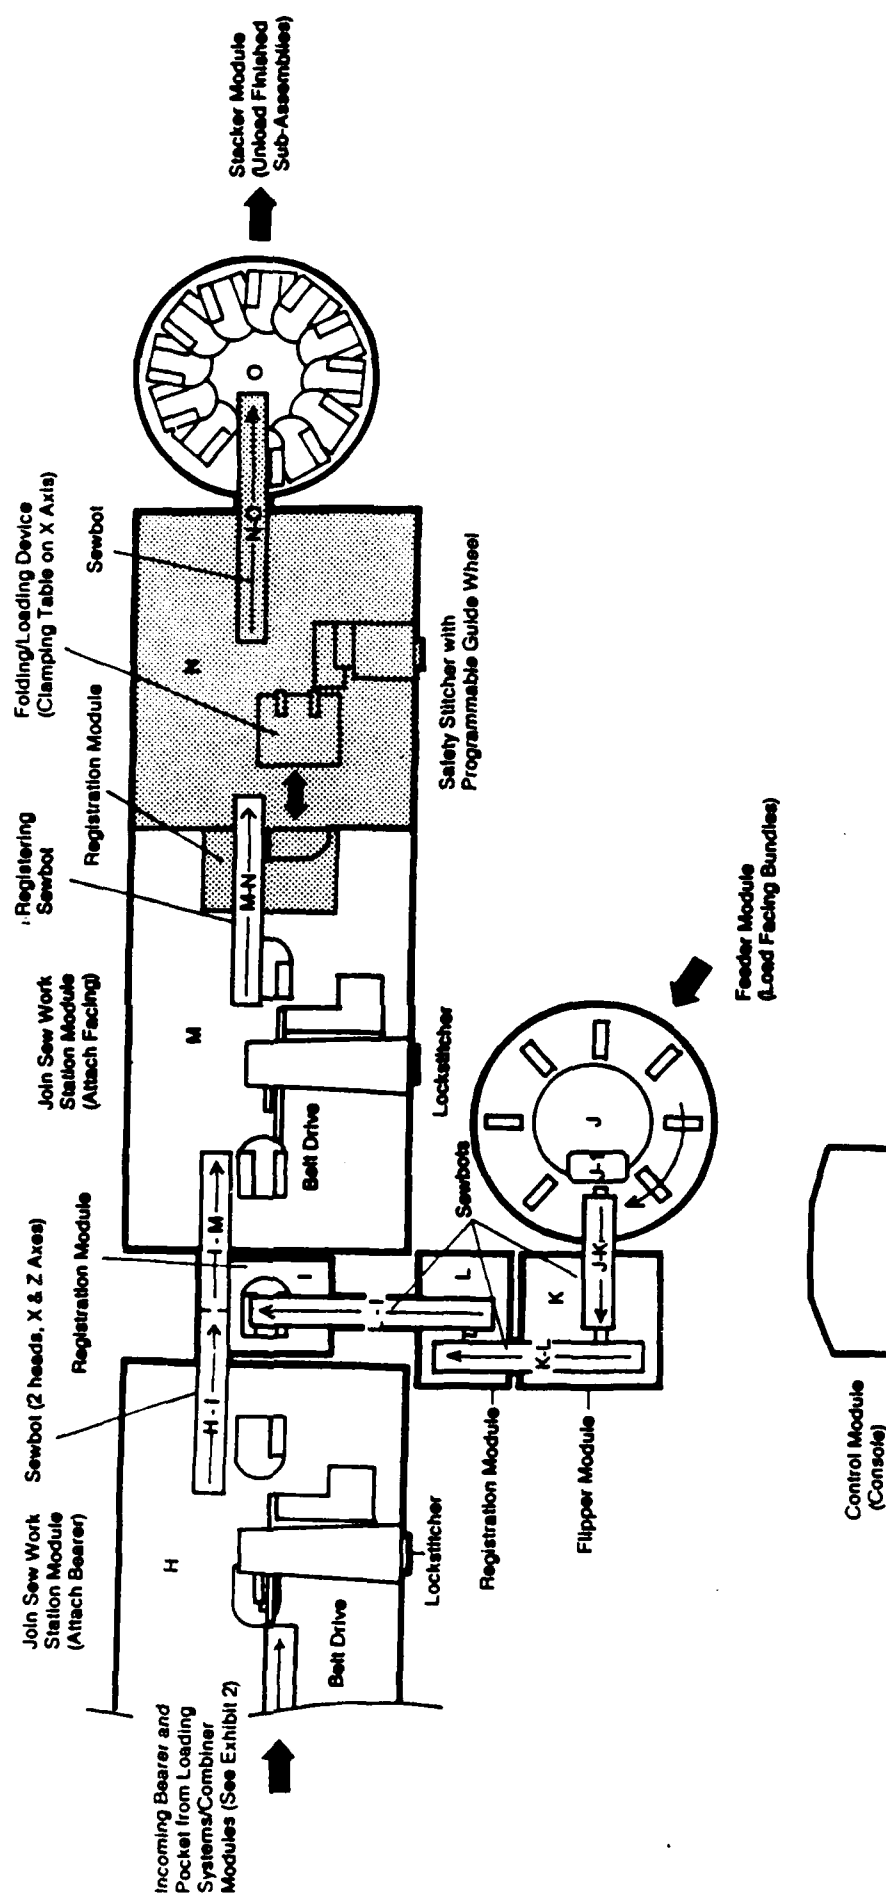 Incoming Bearer and
Pocket from Loading
Systems/Combiner
Modules (See Exhibit 2)
Join Sew Work
Station Module
(Attach Bearer)
Sewbot (2 heads, X & Z Axes)
Registration Module
Join Sew Work
Station Module
(Attach Facing)
Registering
Sewbot
Registration Module
Folding/Loading Device
(Clamping Table on X Axis)
Sewbot
Stacker Module
(Unload Finished
Sub-Assemblies)
H
H-I
I-M
I
M
M-N
N
N-O
O
Belt Drive
Lockstitcher
Belt Drive
Lockstitcher
Safety Stitcher with
Programmable Guide Wheel
Sewbots
L
K-L
K
J-K
J-1
J
Registration Module
Flipper Module
Feeder Module
(Load Facing Bundles)
Control Module
(Console)